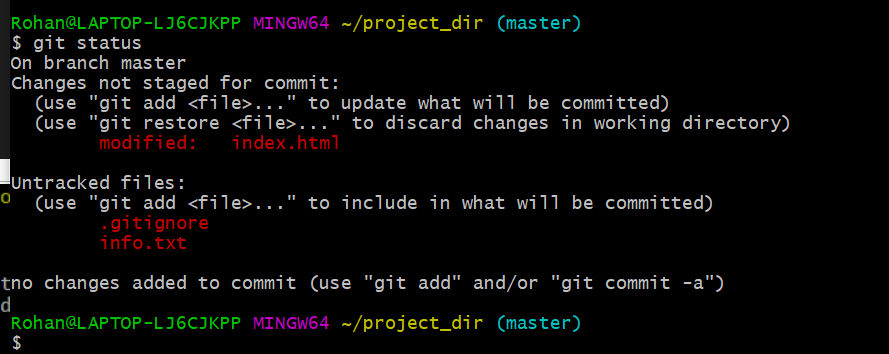 Rohan@LAPTOP-LJ6CJKPP MINGW64 ~/project_dir (master)
$ git status
On branch master
Changes not staged for commit:
  (use "git add <file>..." to update what will be committed)
  (use "git restore <file>..." to discard changes in working directory)
        modified:   index.html

Untracked files:
  (use "git add <file>..." to include in what will be committed)
        .gitignore
        info.txt

no changes added to commit (use "git add" and/or "git commit -a")

Rohan@LAPTOP-LJ6CJKPP MINGW64 ~/project_dir (master)
$